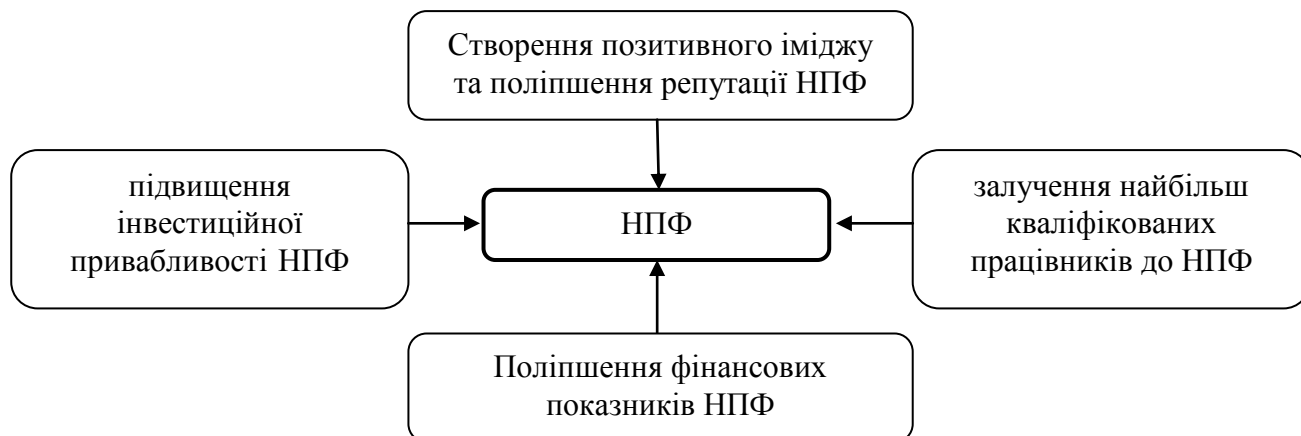 Створення позитивного іміджу
та поліпшення репутації НПФ
підвищення
інвестиційної
привабливості НПФ
НПФ
залучення найбільш
кваліфікованих
працівників до НПФ
Поліпшення фінансових
показників НПФ